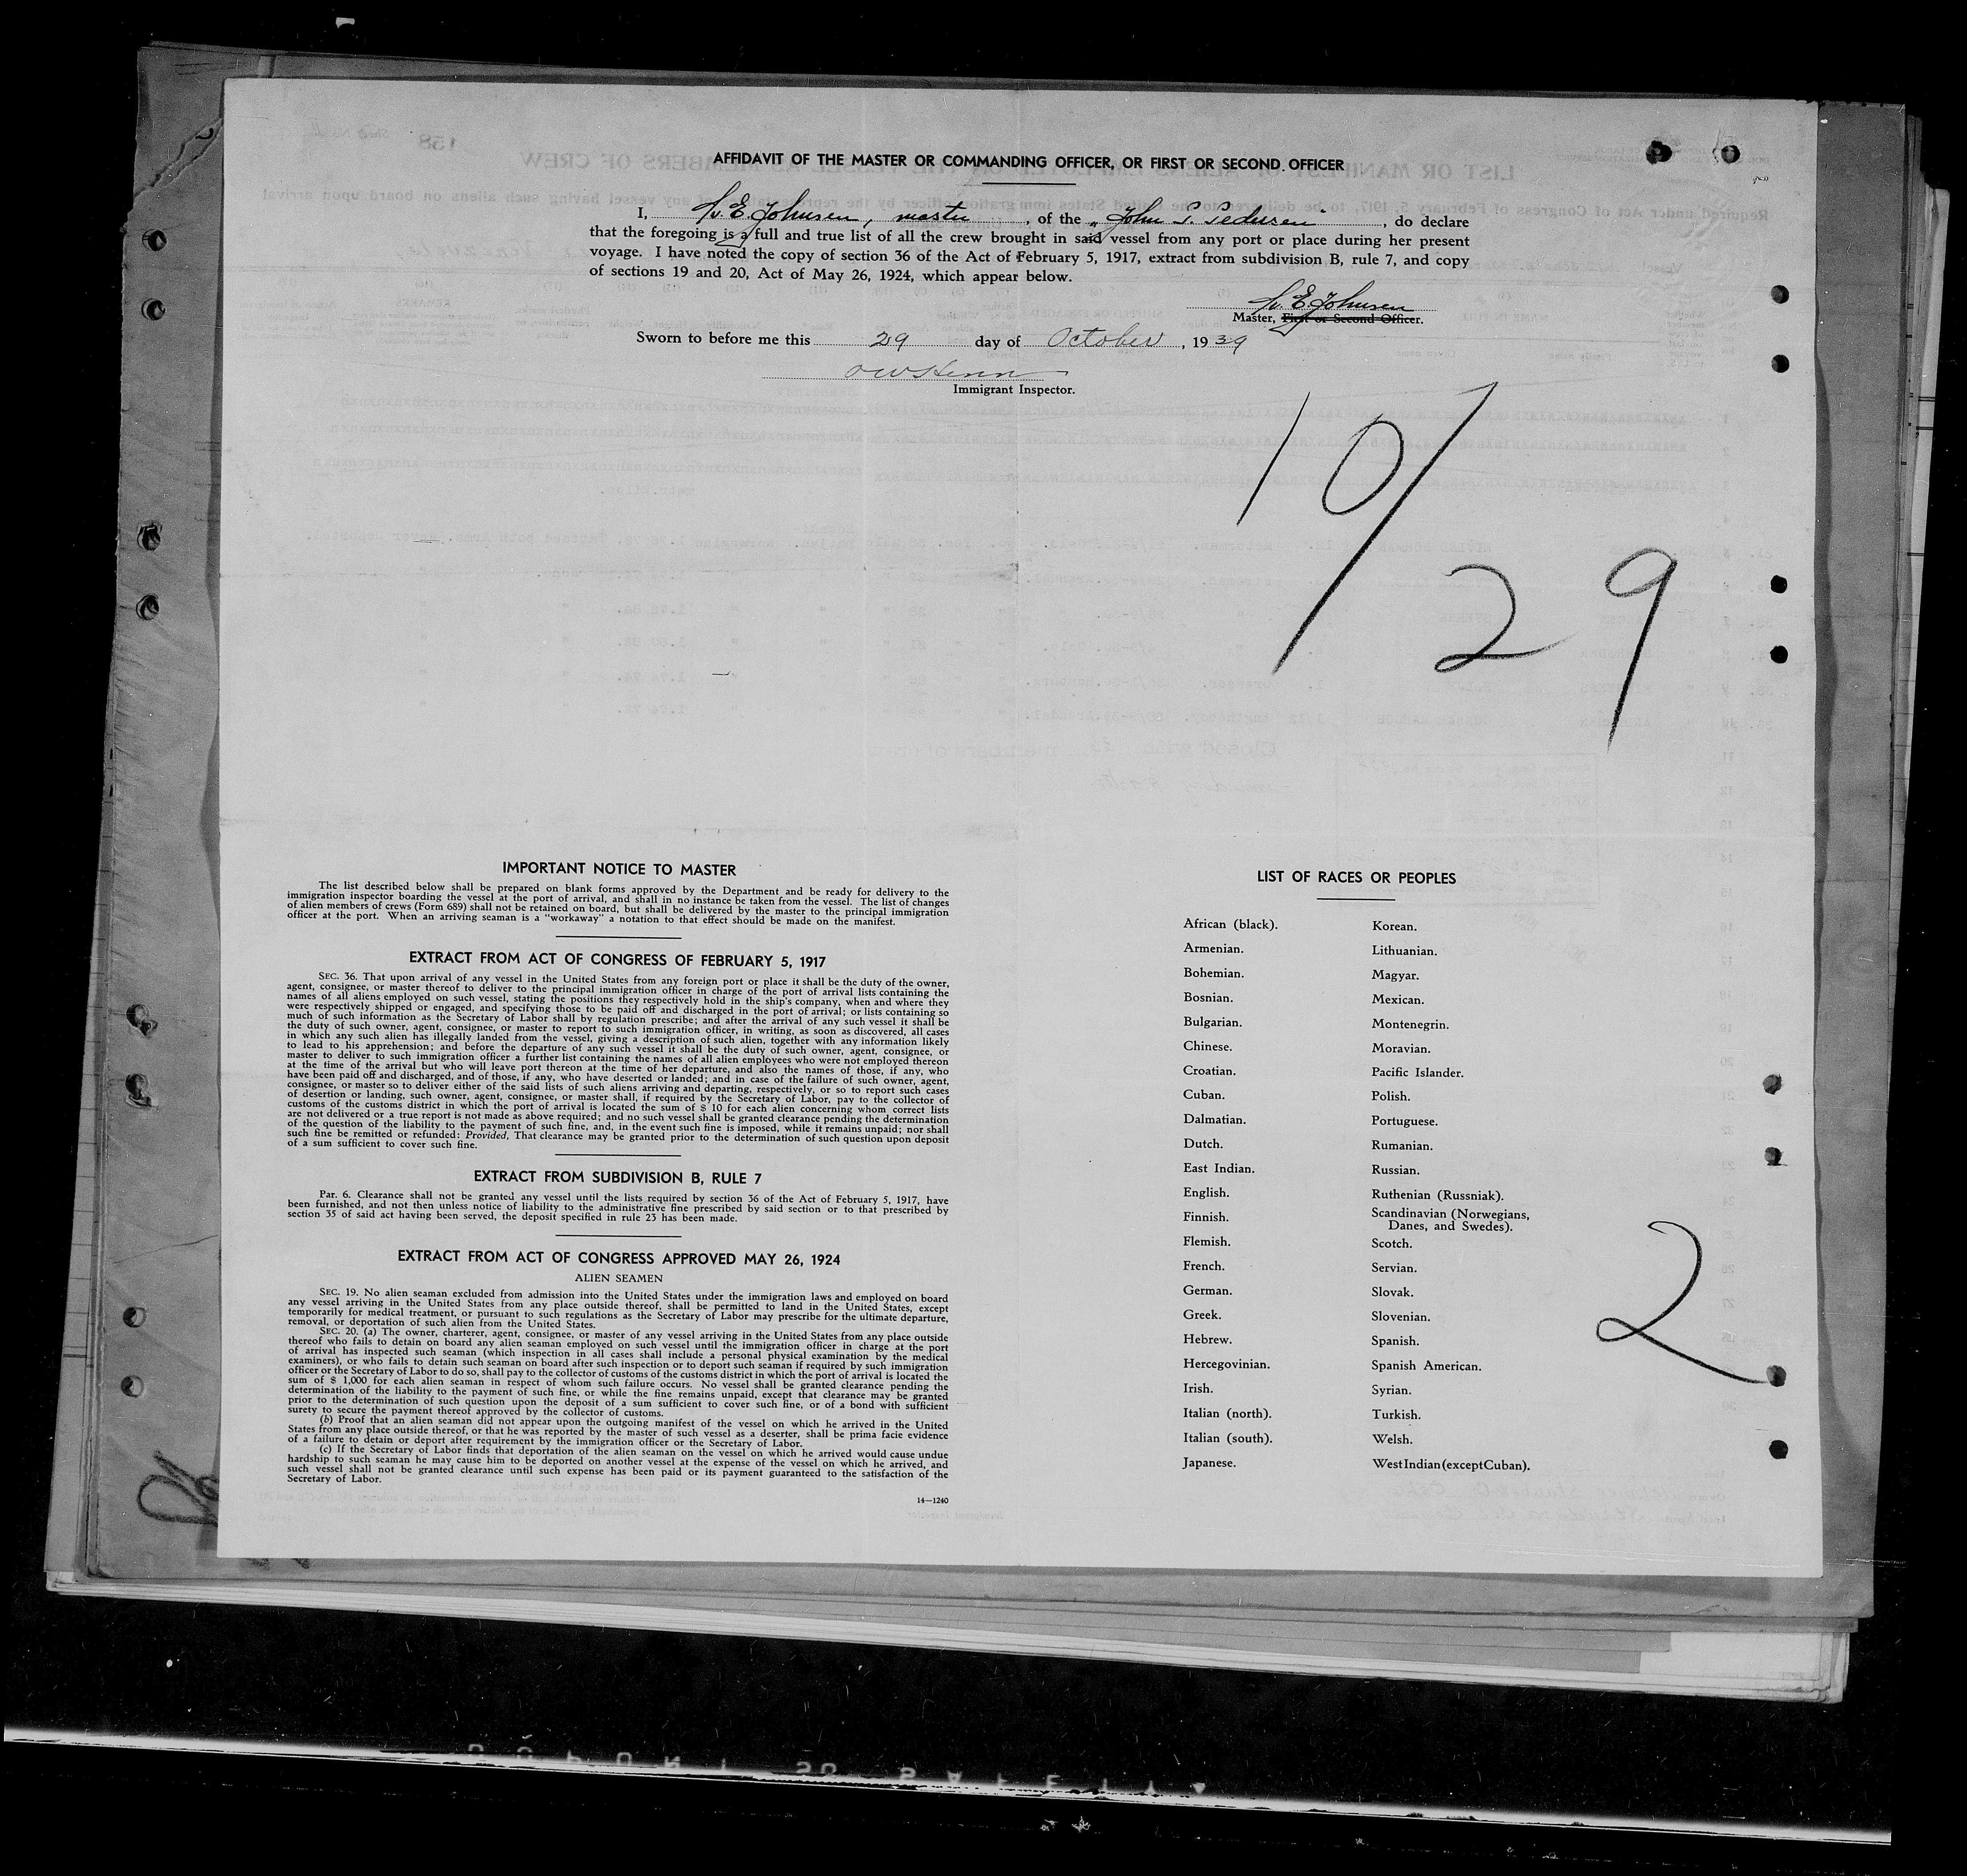 AFFIDAVIT OF THE MASTER OR COMMANDING OFFICER, OR FIRST OR SECOND OFFICER
I, E. Johnsen, master, of the "John P. Pedersen", do declare
that the foregoing is a full and true list of all the crew brought in said vessel from any port or place during her present
voyage. I have noted the copy of section 36 of the Act of February 5, 1917, extract from subdivision B, rule 7, and copy
of sections 19 and 20, Act of May 26, 1924, which appear below.
E. Johnsen
Master, First or Second Officer.
Sworn to before me this 29 day of October, 1939
Immigrant Inspector.
10/29
IMPORTANT NOTICE TO MASTER
The list described below shall be prepared on blank forms approved by the Department and be ready for delivery to the
immigration inspector boarding the vessel at the port of arrival, and shall in no instance be taken from the vessel. The list of changes
of alien members of crews (Form 689) shall not be retained on board, but shall be delivered by the master to the principal immigration
officer at the port. When an arriving seaman is a "workaway" a notation to that effect should be made on the manifest.
EXTRACT FROM ACT OF CONGRESS OF FEBRUARY 5, 1917
SEC. 36. That upon arrival of any vessel in the United States from any foreign port or place it shall be the duty of the owner,
agent, consignee, or master thereof to deliver to the principal immigration officer in charge of the port of arrival lists containing the
names of all aliens employed on such vessel, stating the positions they respectively hold in the ship's company, when and where they
were respectively shipped or engaged, and specifying those to be paid off and discharged in the port of arrival; or lists containing so
much of such information as the Secretary of Labor shall by regulation prescribe; and after the arrival of any such vessel it shall be
the duty of such owner, agent, consignee, or master to report to such immigration officer, in writing, as soon as discovered, all cases
in which any such alien has illegally landed from the vessel, giving a description of such alien, together with any information likely
to lead to his apprehension; and before the departure of any such vessel it shall be the duty of such owner, agent, consignee, or
master to deliver to such immigration officer a further list containing the names of all alien employees who were not employed thereon
at the time of the arrival but who will leave port thereon at the time of her departure, and also the names of those, if any, who
have been paid off and discharged, and of those, if any, who have deserted or landed; and in case of the failure of such owner, agent,
consignee, or master so to deliver either of the said lists of such aliens arriving and departing, respectively, or so to report such cases
of desertion or landing, such owner, agent, consignee, or master shall, if required by the Secretary of Labor, pay to the collector of
customs of the customs district in which the port of arrival is located the sum of $ 10 for each alien concerning whom correct lists
are not delivered or a true report is not made as above required; and no such vessel shall be granted clearance pending the determination
of the question of the liability to the payment of such fine, and, in the event such fine is imposed, while it remains unpaid; nor shall
such fine be remitted or refunded: Provided, That clearance may be granted prior to the determination of such question upon deposit
of a sum sufficient to cover such fine.
EXTRACT FROM SUBDIVISION B, RULE 7
Par. 6. Clearance shall not be granted any vessel until the lists required by section 36 of the Act of February 5, 1917, have
been furnished, and not then unless notice of liability to the administrative fine prescribed by said section or to that prescribed by
section 35 of said act having been served, the deposit specified in rule 23 has been made.
EXTRACT FROM ACT OF CONGRESS APPROVED MAY 26, 1924
ALIEN SEAMEN
SEC. 19. No alien seaman excluded from admission into the United States under the immigration laws and employed on board
any vessel arriving in the United States from any place outside thereof, shall be permitted to land in the United States, except
temporarily for medical treatment, or pursuant to such regulations as the Secretary of Labor may prescribe for the ultimate departure,
removal, or deportation of such alien from the United States.
SEC. 20. (a) The owner, charterer, agent, consignee, or master of any vessel arriving in the United States from any place outside
thereof who fails to detain on board any alien seaman employed on such vessel until the immigration officer in charge at the port
of arrival has inspected such seaman (which inspection in all cases shall include a personal physical examination by the medical
examiners), or who fails to detain such seaman on board after such inspection or to deport such seaman if required by such immigration
officer or the Secretary of Labor to do so, shall pay to the collector of customs of the customs district in which the port of arrival is located the
sum of $ 1,000 for each alien seaman in respect of whom such failure occurs. No vessel shall be granted clearance pending the
determination of the liability to the payment of such fine, or while the fine remains unpaid, except that clearance may be granted
prior to the determination of such question upon the deposit of a sum sufficient to cover such fine, or of a bond with sufficient
surety to secure the payment thereof approved by the collector of customs.
(b) Proof that an alien seaman did not appear upon the outgoing manifest of the vessel on which he arrived in the United
States from any place outside thereof, or that he was reported by the master of such vessel as a deserter, shall be prima facie evidence
of a failure to detain or deport after requirement by the immigration officer or the Secretary of Labor.
(c) If the Secretary of Labor finds that deportation of the alien seaman on the vessel on which he arrived would cause undue
hardship to such seaman he may cause him to be deported on another vessel at the expense of the vessel on which he arrived, and
such vessel shall not be granted clearance until such expense has been paid or its payment guaranteed to the satisfaction of the
Secretary of Labor.
14—1240
LIST OF RACES OR PEOPLES
African (black).
Armenian.
Bohemian.
Bosnian.
Bulgarian.
Chinese.
Croatian.
Cuban.
Dalmatian.
Dutch.
East Indian.
English.
Finnish.
Flemish.
French.
German.
Greek.
Hebrew.
Hercegovinian.
Irish.
Italian (north).
Italian (south).
Japanese.
Korean.
Lithuanian.
Magyar.
Mexican.
Montenegrin.
Moravian.
Pacific Islander.
Polish.
Portuguese.
Rumanian.
Russian.
Ruthenian (Russniak).
Scandinavian (Norwegians,
Danes, and Swedes).
Scotch.
Servian.
Slovak.
Slovenian.
Spanish.
Spanish American.
Syrian.
Turkish.
Welsh.
West Indian (except Cuban).
2